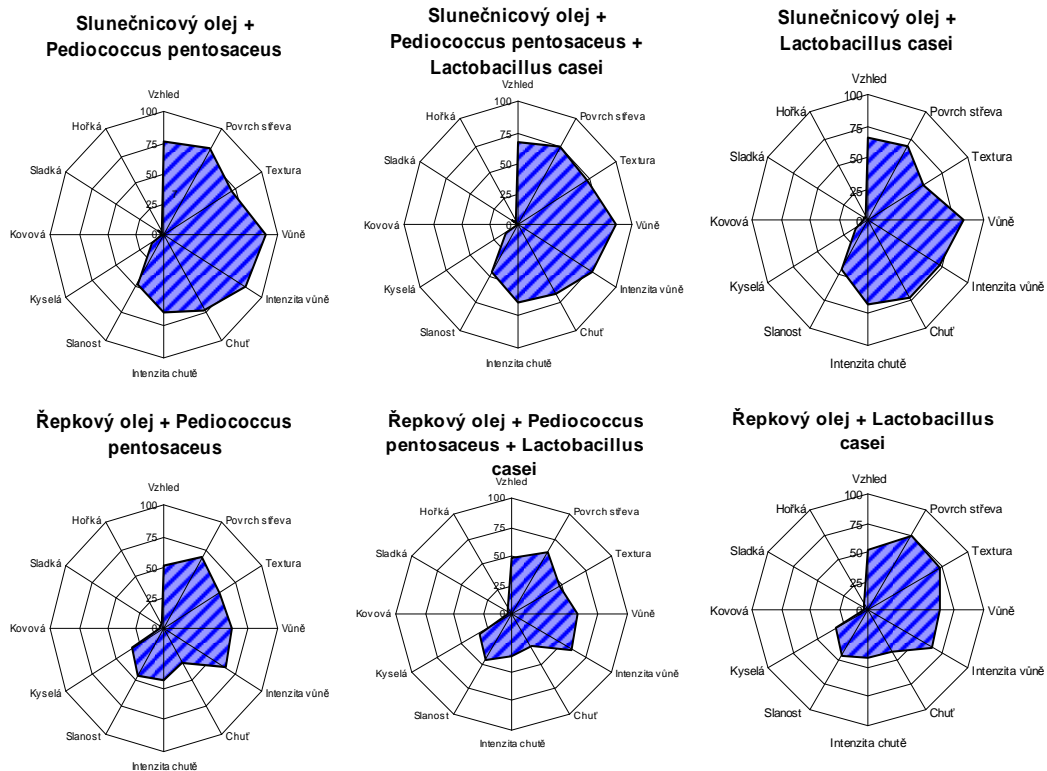 Slunečnicový olej +
Pediococcus pentosaceus
Vzhled
100
75
50
25
0
Povrch střeva
Textura
Vůně
Intenzita vůně
Chuť
Intenzita chutě
Slanost
Kyselá
Kovová
Sladká
Hořká
Slunečnicový olej +
Pediococcus pentosaceus +
Lactobacillus casei
Vzhled
100
75
50
25
0
Povrch střeva
Textura
Vůně
Intenzita vůně
Chuť
Intenzita chutě
Slanost
Kyselá
Kovová
Sladká
Hořká
Slunečnicový olej +
Lactobacillus casei
Vzhled
100
75
50
25
0
Povrch střeva
Textura
Vůně
Intenzita vůně
Chuť
Intenzita chutě
Slanost
Kyselá
Kovová
Sladká
Hořká
Řepkový olej + Pediococcus
pentosaceus
Vzhled
100
75
50
25
0
Povrch střeva
Textura
Vůně
Intenzita vůně
Chuť
Intenzita chutě
Slanost
Kyselá
Kovová
Sladká
Hořká
Řepkový olej + Pediococcus
pentosaceus + Lactobacillus
casei
Vzhled
100
75
50
25
0
Povrch střeva
Textura
Vůně
Intenzita vůně
Chuť
Intenzita chutě
Slanost
Kyselá
Kovová
Sladká
Hořká
Řepkový olej + Lactobacillus
casei
Vzhled
100
75
50
25
0
Povrch střeva
Textura
Vůně
Intenzita vůně
Chuť
Intenzita chutě
Slanost
Kyselá
Kovová
Sladká
Hořká